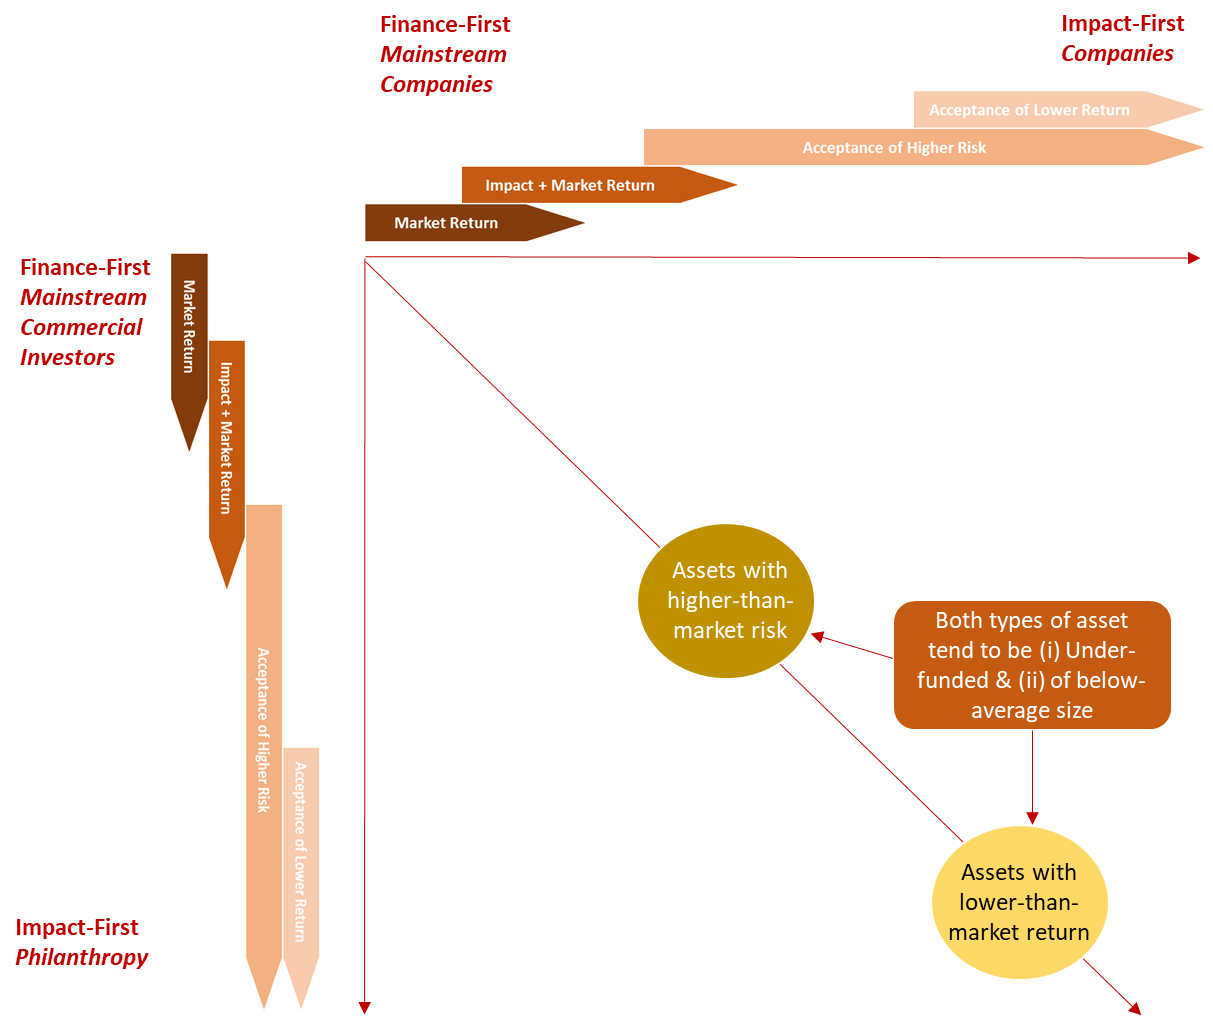 Finance-First
Mainstream
Companies
Impact-First
Companies
Acceptance of Lower Return
Acceptance of Higher Risk
Impact + Market Return
Market Return
Finance-First
Mainstream
Commercial
Investors
Market Return
Impact + Market Return
Acceptance of Higher Risk
Acceptance of Lower Return
Impact-First
Philanthropy
Assets with
higher-than-
market risk
Both types of asset
tend to be (i) Under-
funded & (ii) of below-
average size
Assets with
lower-than-
market return